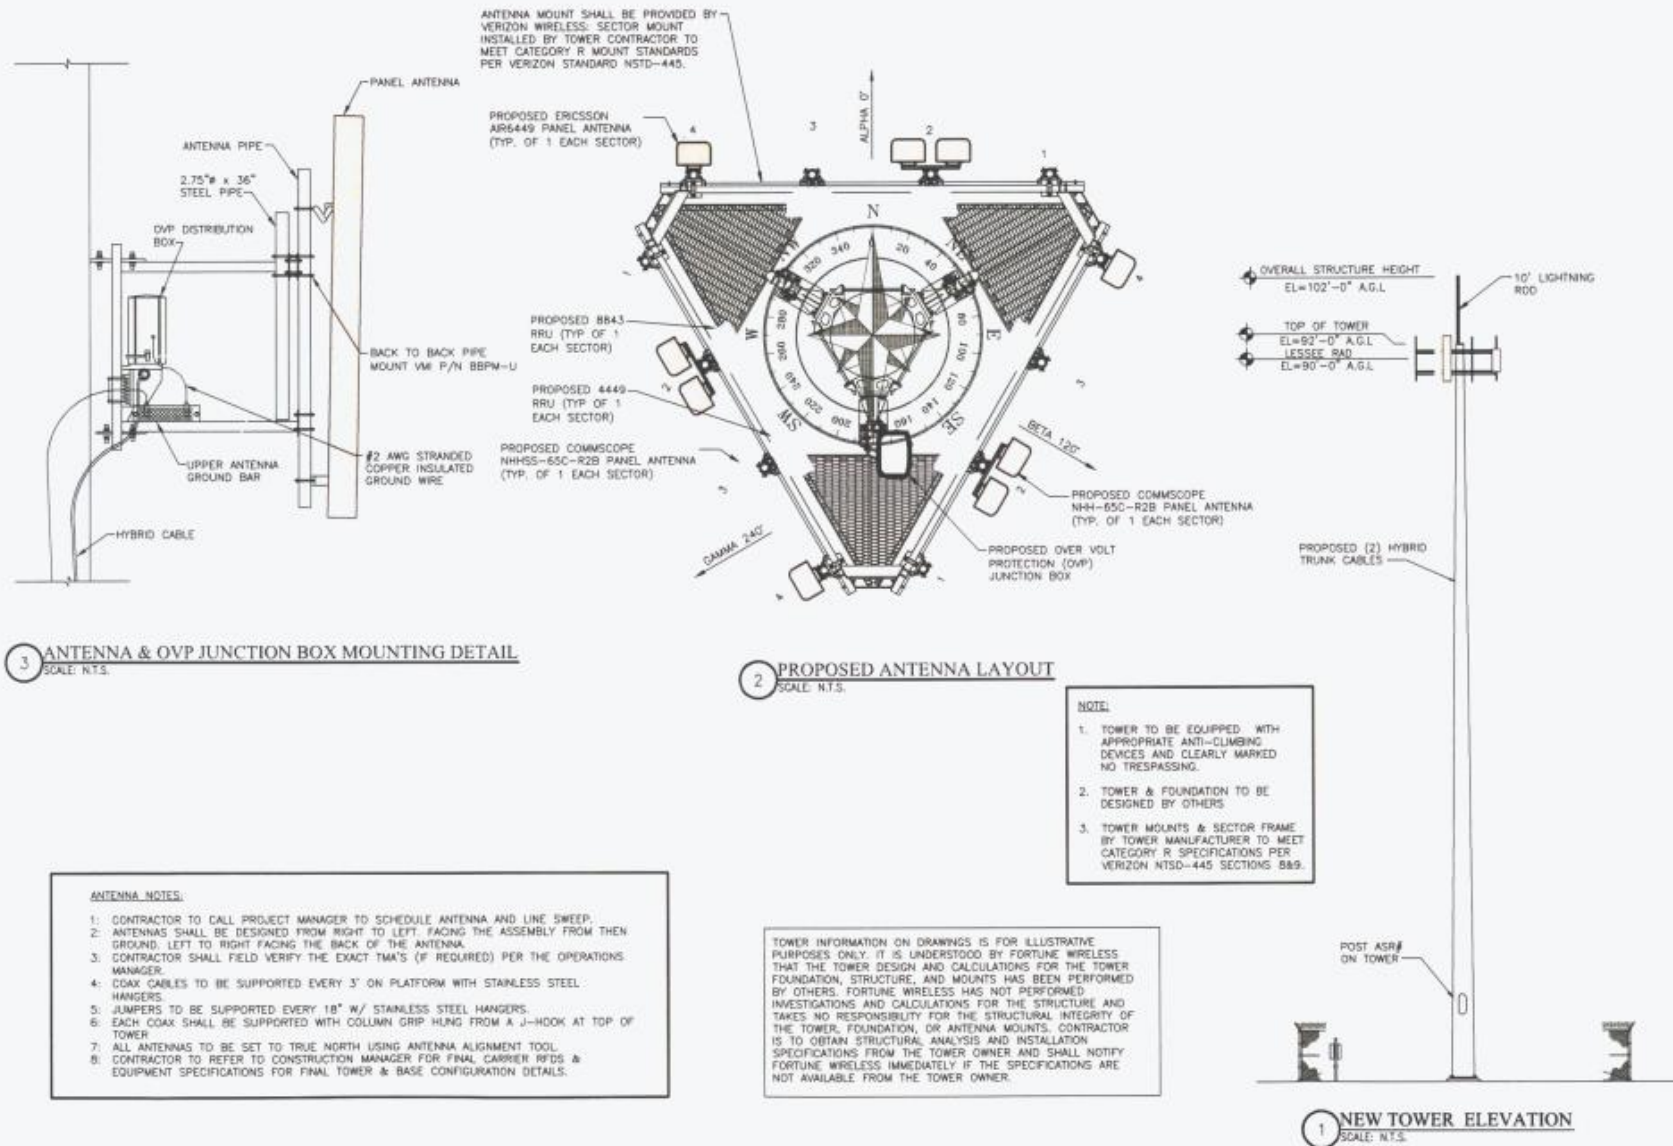 ANTENNA MOUNT SHALL BE PROVIDED BY
VERIZON WIRELESS: SECTOR MOUNT
INSTALLED BY TOWER CONTRACTOR TO
MEET CATEGORY R MOUNT STANDARDS
PER VERIZON STANDARD NSTD-445.
PROPOSED ERICSSON
AIR6449 PANEL ANTENNA
(TYP. OF 1 EACH SECTOR)
PANEL ANTENNA
ANTENNA PIPE
2.75"ø x 36"
STEEL PIPE
OVP DISTRIBUTION
BOX
BACK TO BACK PIPE
MOUNT VMI P/N BBPM-U
#2 AWG STRANDED
COPPER INSULATED
GROUND WIRE
UPPER ANTENNA
GROUND BAR
HYBRID CABLE
3
ANTENNA & OVP JUNCTION BOX MOUNTING DETAIL
SCALE: N.T.S.
ALPHA 0°
4
3
2
1
1
4
2
3
3
2
4
1
N
NE
E
SE
SW
W
NW
20
40
80
100
120
140
160
200
220
240
260
280
320
340
PROPOSED 8843
RRU (TYP OF 1
EACH SECTOR)
PROPOSED 4449
RRU (TYP OF 1
EACH SECTOR)
PROPOSED COMMSCOPE
NHHSS-65C-R2B PANEL ANTENNA
(TYP. OF 1 EACH SECTOR)
BETA 120°
GAMMA 240°
PROPOSED COMMSCOPE
NHH-65C-R2B PANEL ANTENNA
(TYP. OF 1 EACH SECTOR)
PROPOSED OVER VOLT
PROTECTION (OVP)
JUNCTION BOX
2
PROPOSED ANTENNA LAYOUT
SCALE: N.T.S.
OVERALL STRUCTURE HEIGHT
EL=102'-0" A.G.L
10' LIGHTNING
ROD
TOP OF TOWER
EL=92'-0" A.G.L
LESSEE RAD
EL=90'-0" A.G.L
PROPOSED (2) HYBRID
TRUNK CABLES
POST ASR#
ON TOWER
1
NEW TOWER ELEVATION
SCALE: N.T.S.
NOTE:
1. TOWER TO BE EQUIPPED WITH
APPROPRIATE ANTI-CLIMBING
DEVICES AND CLEARLY MARKED
NO TRESPASSING.
2. TOWER & FOUNDATION TO BE
DESIGNED BY OTHERS
3. TOWER MOUNTS & SECTOR FRAME
BY TOWER MANUFACTURER TO MEET
CATEGORY R SPECIFICATIONS PER
VERIZON NTSD-445 SECTIONS 8&9.
ANTENNA NOTES:
1: CONTRACTOR TO CALL PROJECT MANAGER TO SCHEDULE ANTENNA AND LINE SWEEP.
2: ANTENNAS SHALL BE DESIGNED FROM RIGHT TO LEFT. FACING THE ASSEMBLY FROM THEN
GROUND. LEFT TO RIGHT FACING THE BACK OF THE ANTENNA.
3: CONTRACTOR SHALL FIELD VERIFY THE EXACT TMA'S (IF REQUIRED) PER THE OPERATIONS
MANAGER.
4: COAX CABLES TO BE SUPPORTED EVERY 3' ON PLATFORM WITH STAINLESS STEEL
HANGERS.
5: JUMPERS TO BE SUPPORTED EVERY 18" W/ STAINLESS STEEL HANGERS.
6: EACH COAX SHALL BE SUPPORTED WITH COLUMN GRIP HUNG FROM A J-HOOK AT TOP OF
TOWER
7: ALL ANTENNAS TO BE SET TO TRUE NORTH USING ANTENNA ALIGNMENT TOOL
8: CONTRACTOR TO REFER TO CONSTRUCTION MANAGER FOR FINAL CARRIER RFDS &
EQUIPMENT SPECIFICATIONS FOR FINAL TOWER & BASE CONFIGURATION DETAILS.
TOWER INFORMATION ON DRAWINGS IS FOR ILLUSTRATIVE
PURPOSES ONLY. IT IS UNDERSTOOD BY FORTUNE WIRELESS
THAT THE TOWER DESIGN AND CALCULATIONS FOR THE TOWER
FOUNDATION, STRUCTURE, AND MOUNTS HAS BEEN PERFORMED
BY OTHERS. FORTUNE WIRELESS HAS NOT PERFORMED
INVESTIGATIONS AND CALCULATIONS FOR THE STRUCTURE AND
TAKES NO RESPONSIBILITY FOR THE STRUCTURAL INTEGRITY OF
THE TOWER, FOUNDATION, OR ANTENNA MOUNTS. CONTRACTOR
IS TO OBTAIN STRUCTURAL ANALYSIS AND INSTALLATION
SPECIFICATIONS FROM THE TOWER OWNER AND SHALL NOTIFY
FORTUNE WIRELESS IMMEDIATELY IF THE SPECIFICATIONS ARE
NOT AVAILABLE FROM THE TOWER OWNER.